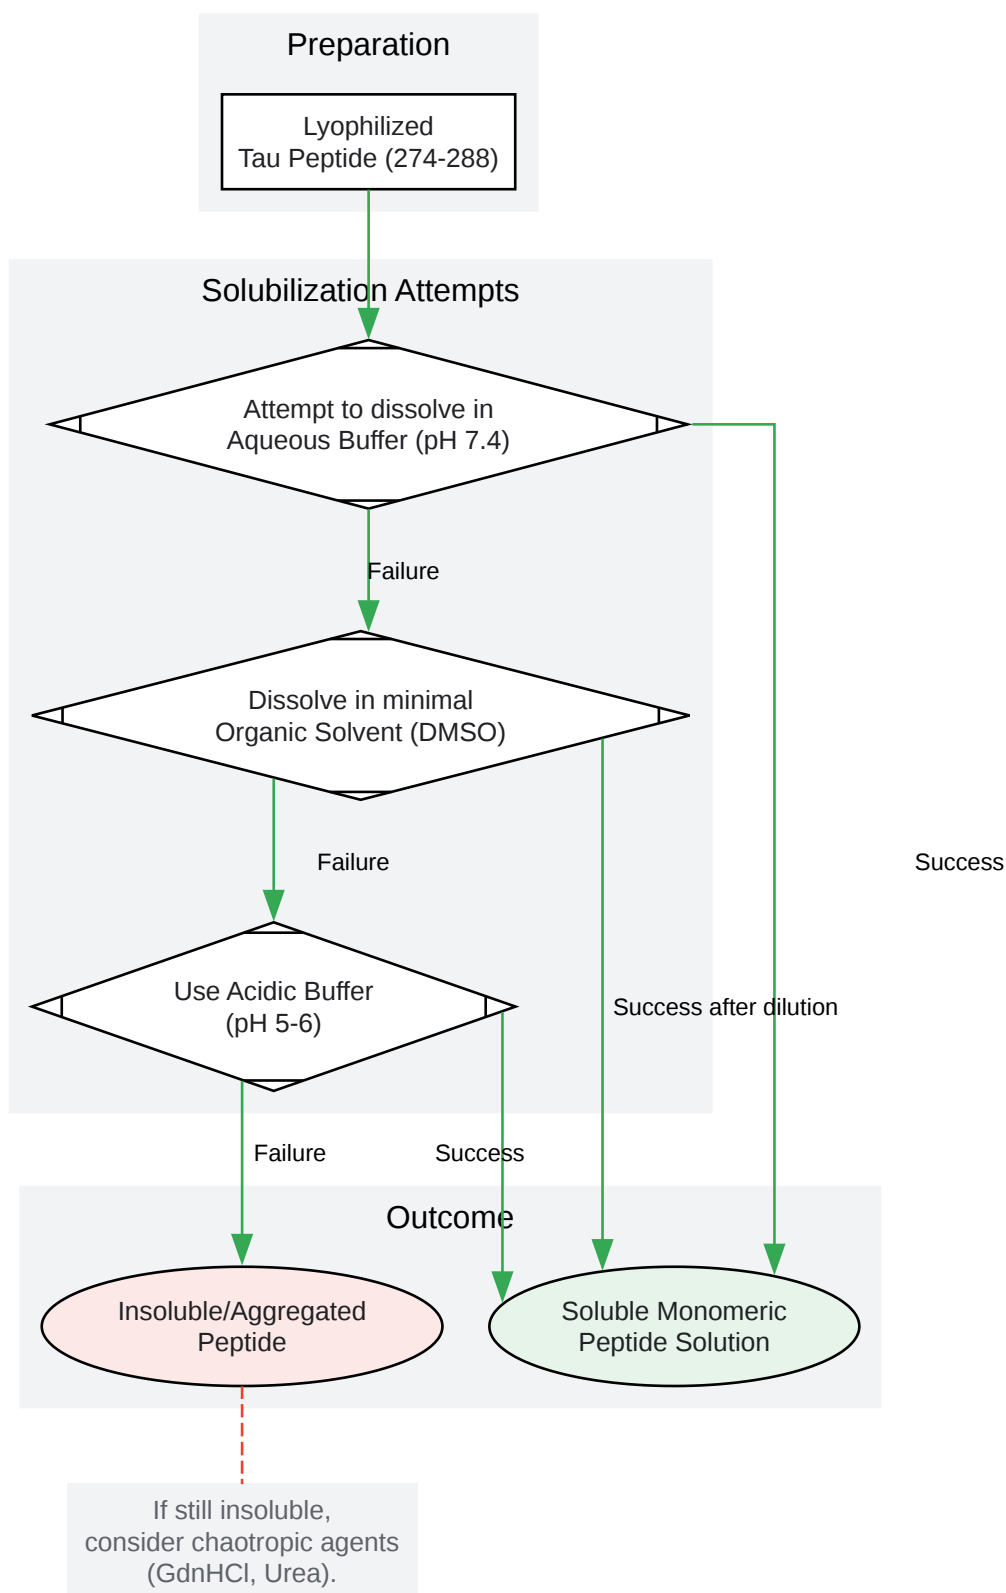 Preparation
Lyophilized
Tau Peptide (274-288)
Solubilization Attempts
Attempt to dissolve in
Aqueous Buffer (pH 7.4)
Failure
Dissolve in minimal
Organic Solvent (DMSO)
Failure
Success
Use Acidic Buffer
(pH 5-6)
Success after dilution
Failure
Success
Outcome
Insoluble/Aggregated
Peptide
Soluble Monomeric
Peptide Solution
If still insoluble,
consider chaotropic agents
(GdnHCl, Urea).